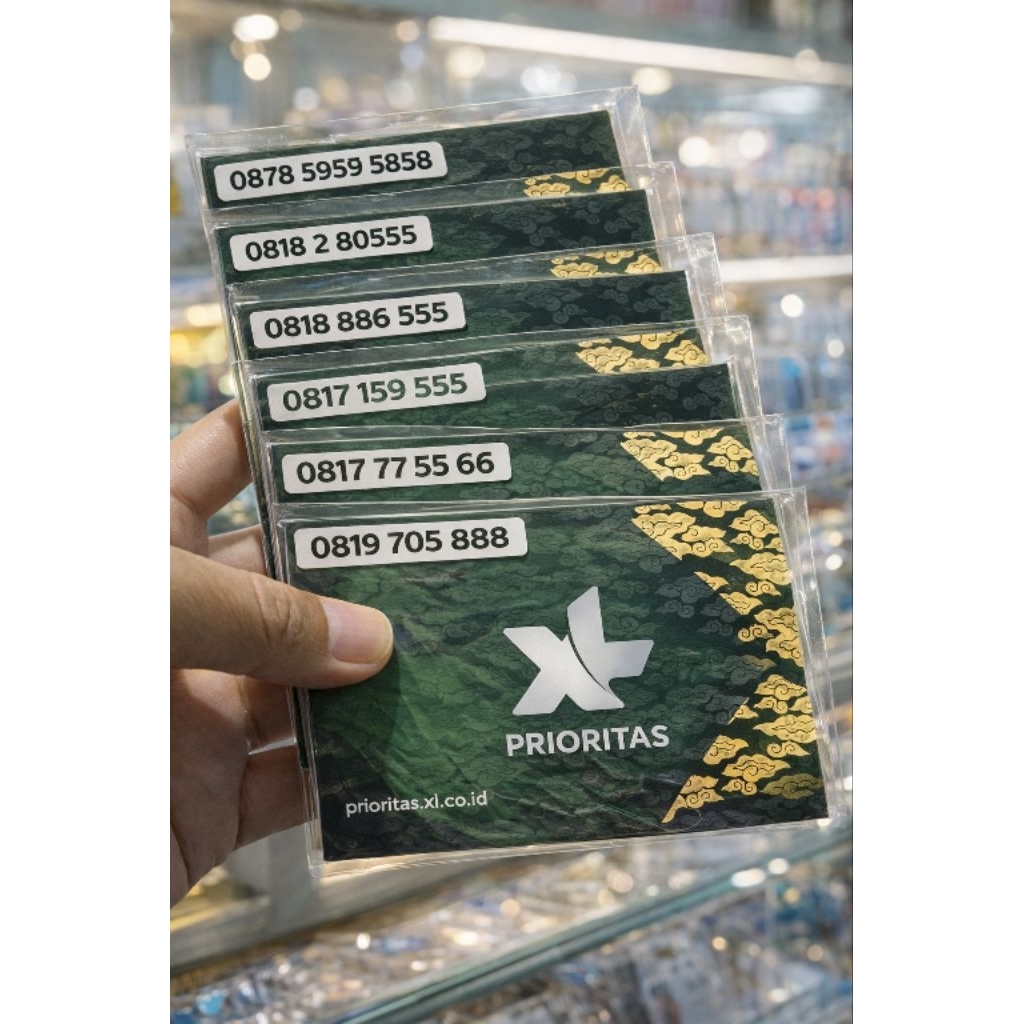 0878 5959 5858
0818 2 80555
0818 886 555
0817 159 555
0817 77 55 66
0819 705 888
XL
PRIORITAS
prioritas.xl.co.id